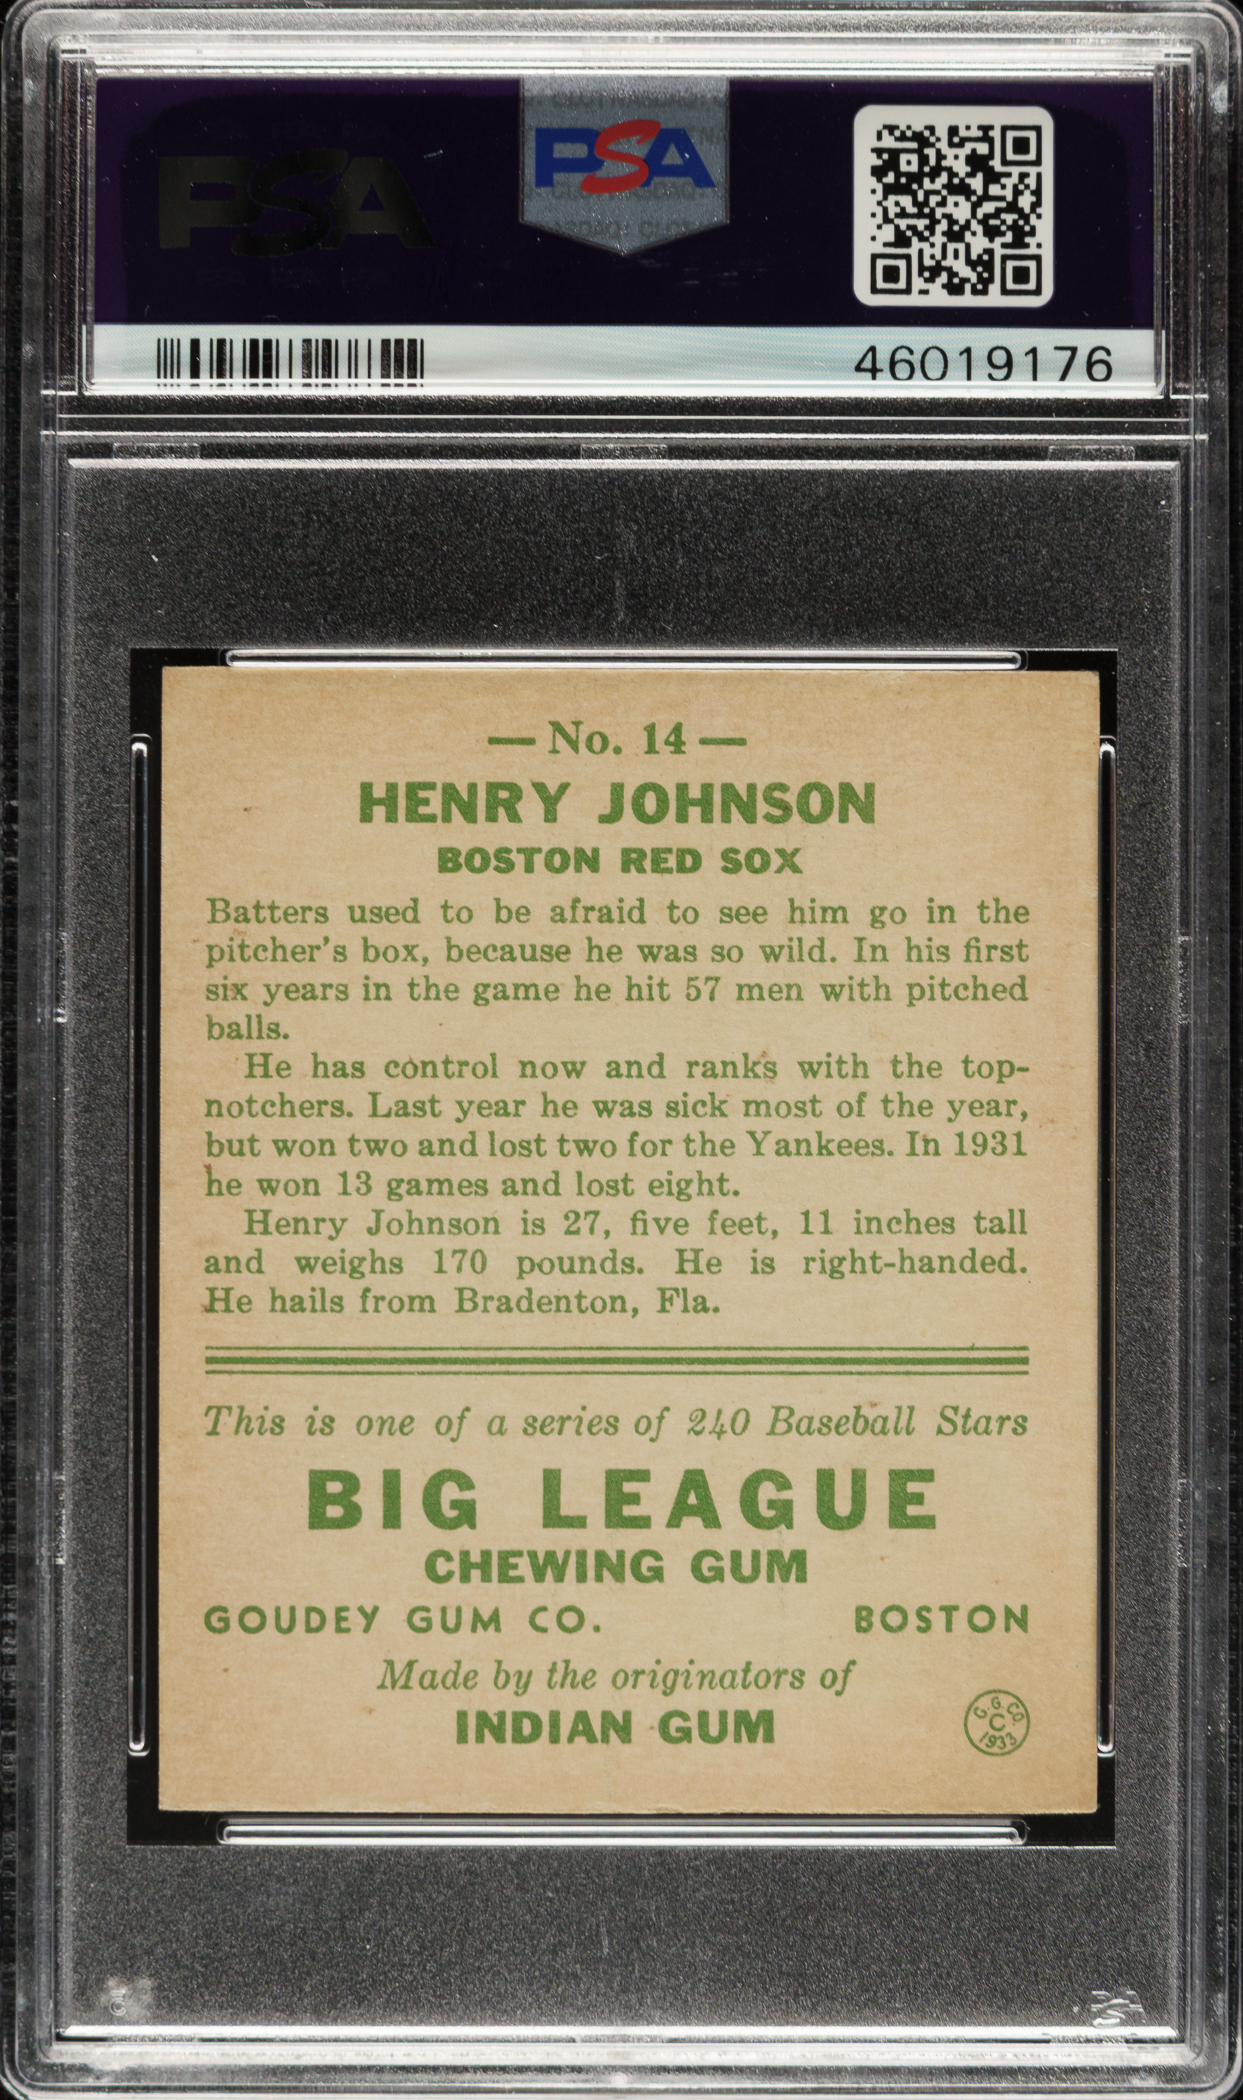 PSA
PSA
46019176
— No. 14 —
HENRY JOHNSON
BOSTON RED SOX
Batters used to be afraid to see him go in the
pitcher's box, because he was so wild. In his first
six years in the game he hit 57 men with pitched
balls.
He has control now and ranks with the top-
notchers. Last year he was sick most of the year,
but won two and lost two for the Yankees. In 1931
he won 13 games and lost eight.
Henry Johnson is 27, five feet, 11 inches tall
and weighs 170 pounds. He is right-handed.
He hails from Bradenton, Fla.
This is one of a series of 240 Baseball Stars
BIG LEAGUE
CHEWING GUM
GOUDEY GUM CO. BOSTON
Made by the originators of
INDIAN GUM
G. G. CO.
C
1933